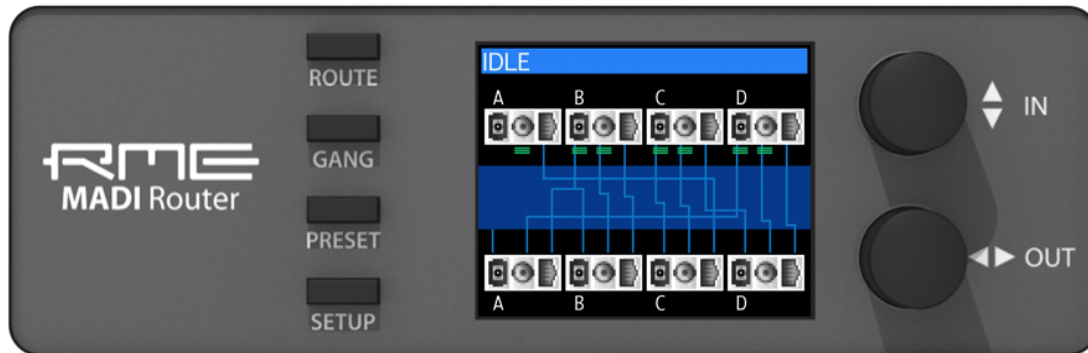 ROUTE
GANG
PRESET
SETUP
RME
MADI Router
IDLE
A B C D
A B C D
IN
OUT